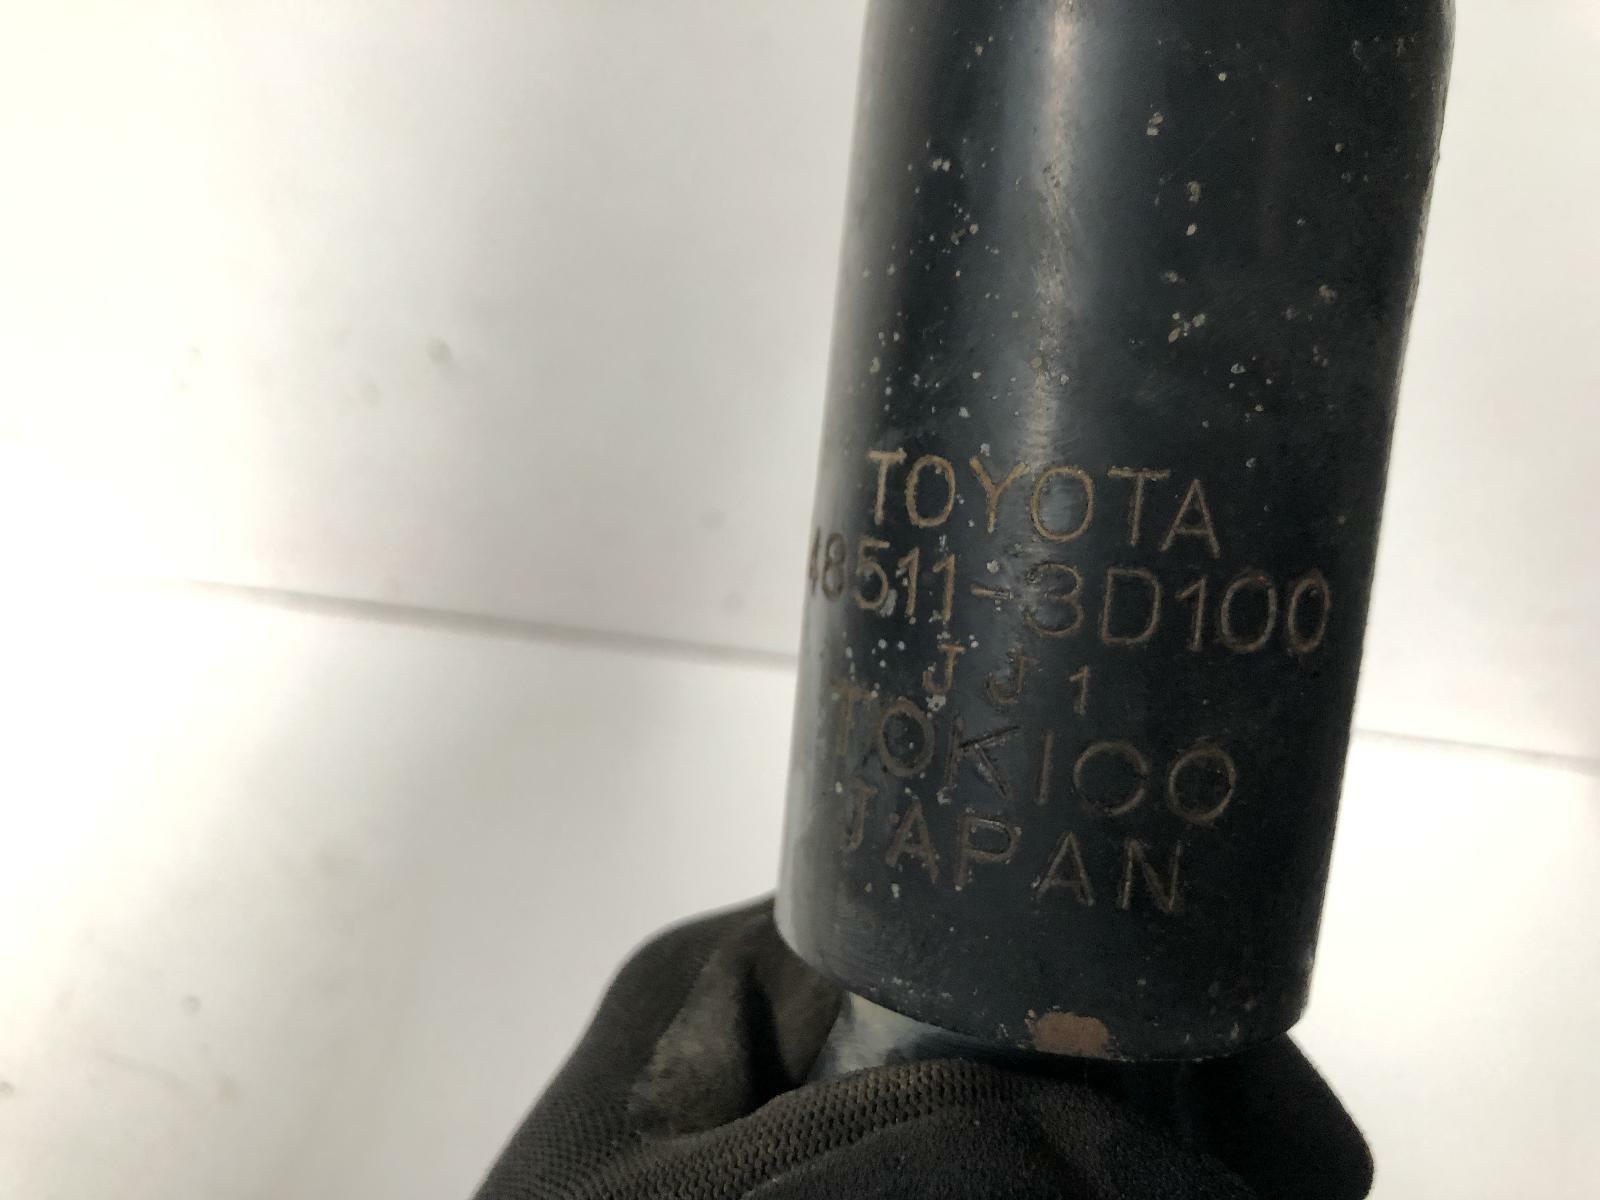 TOYOTA
48511-3D100
J J 1
TOKICO
JAPAN